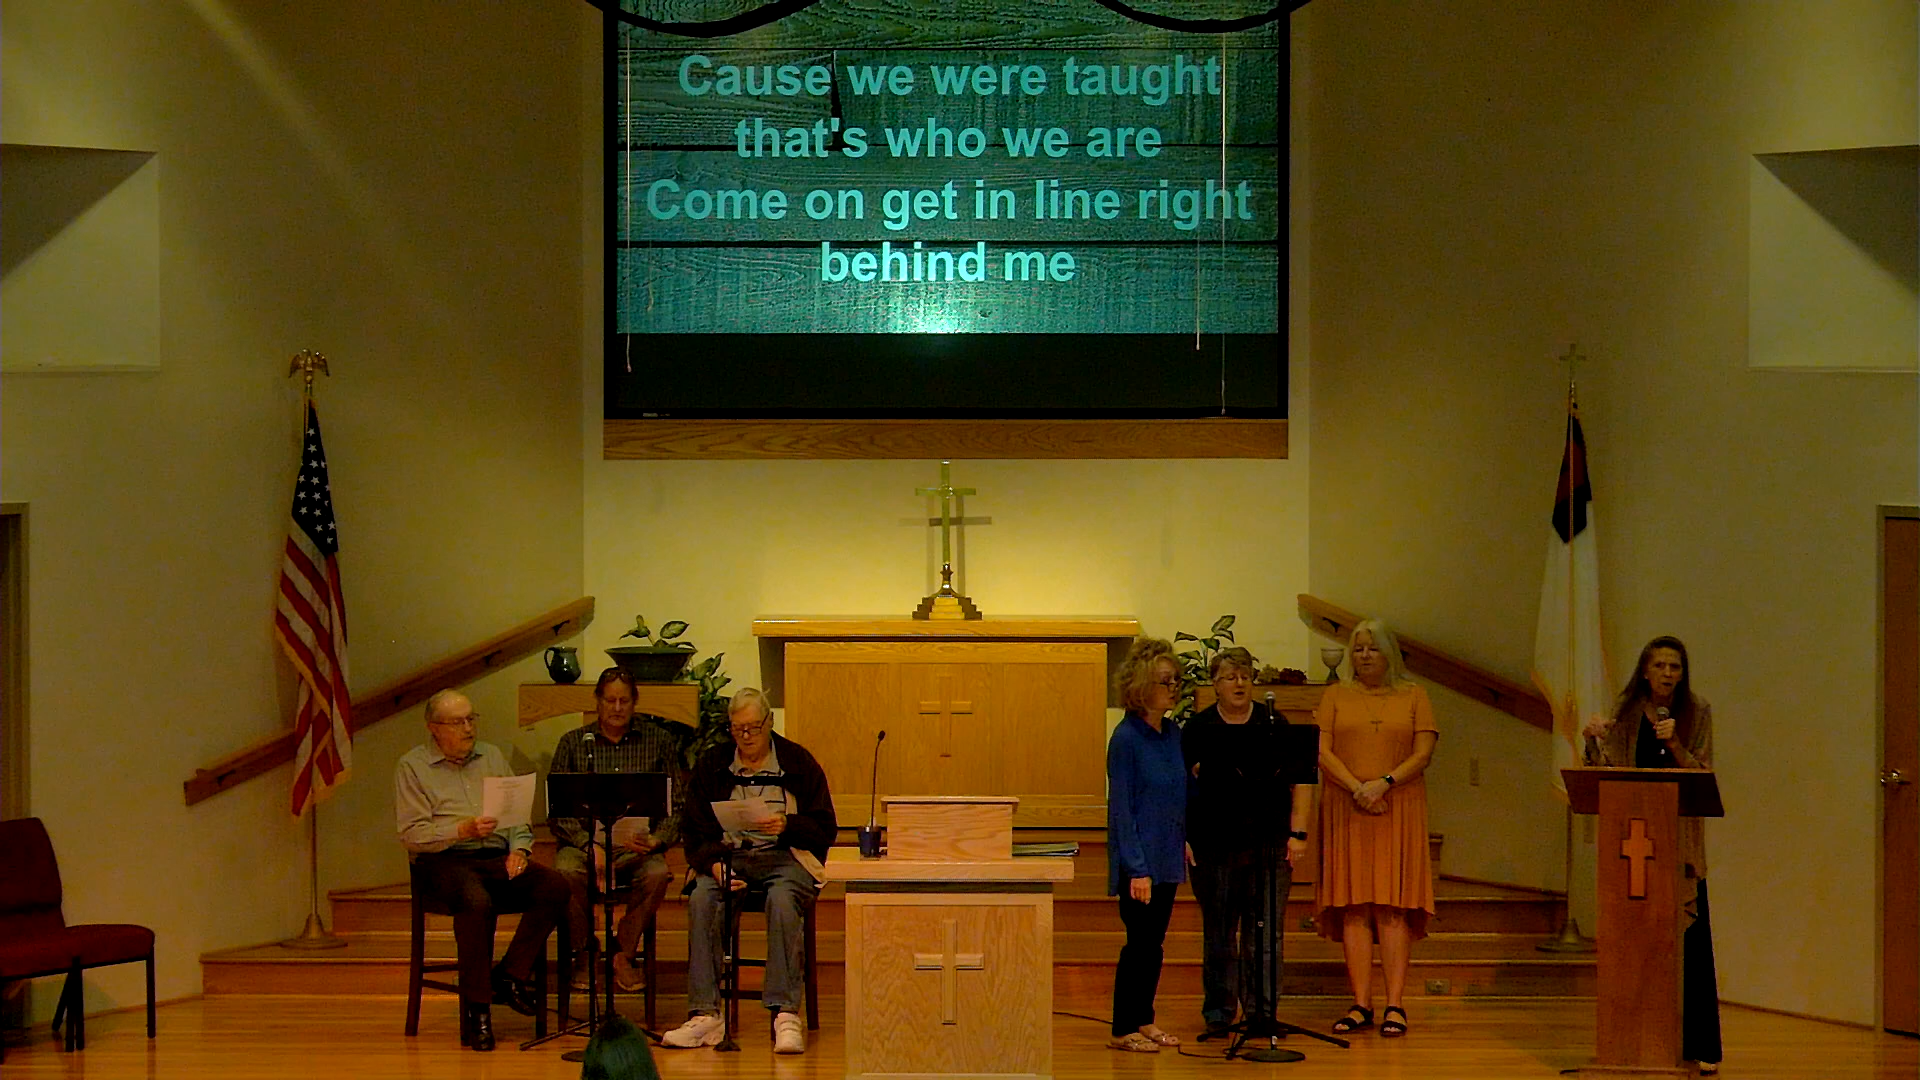 Cause we were taught
that's who we are
Come on get in line right
behind me